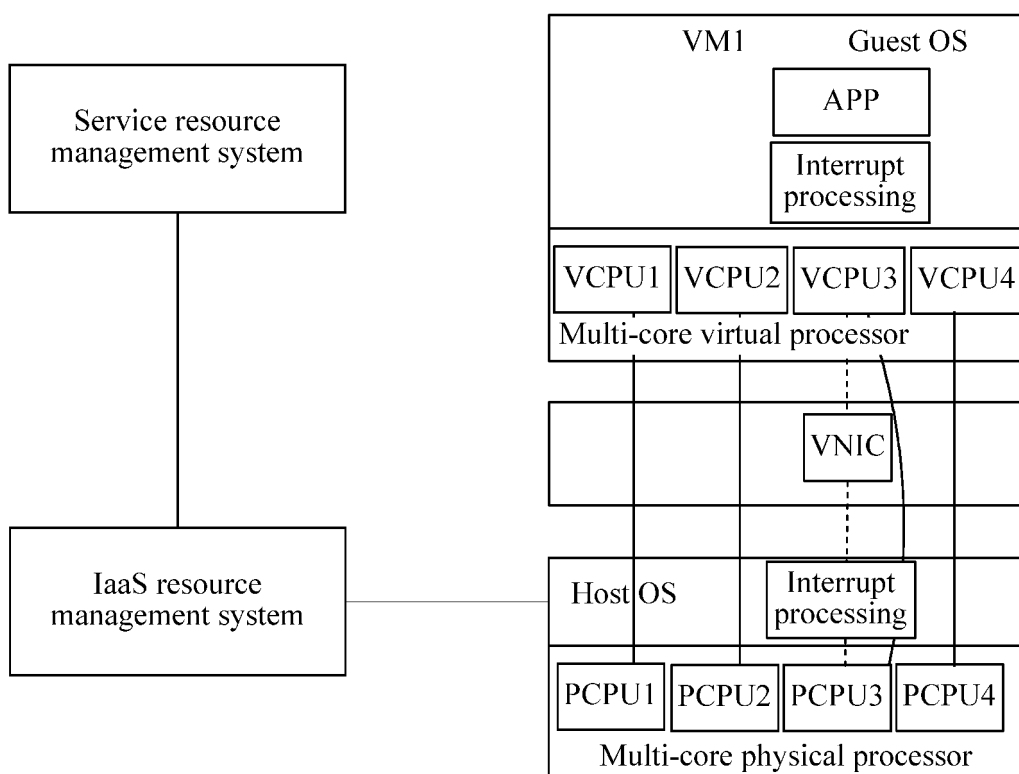 Service resource
management system
IaaS resource
management system
VM1
Guest OS
APP
Interrupt
processing
VCPU1
VCPU2
VCPU3
VCPU4
Multi-core virtual processor
VNIC
Host OS
Interrupt
processing
PCPU1
PCPU2
PCPU3
PCPU4
Multi-core physical processor